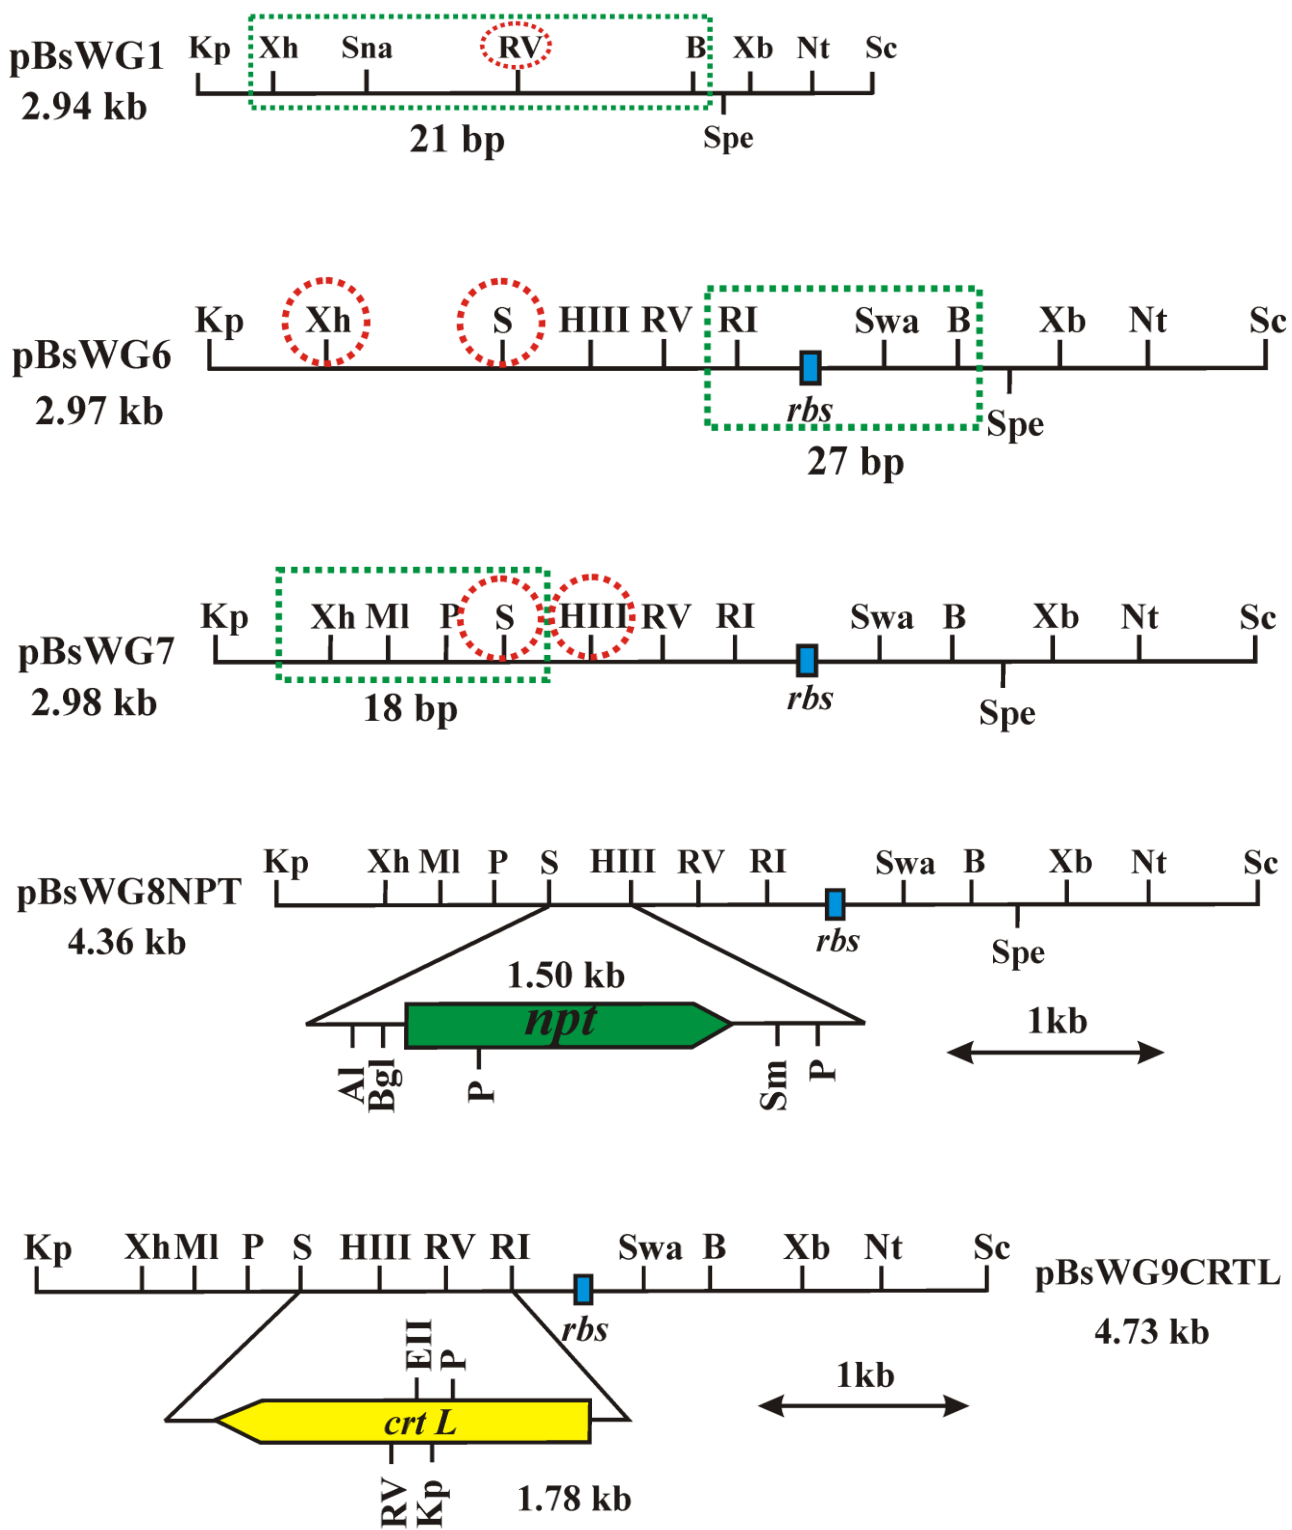 pBsWG1
2.94 kb
Kp Xh Sna RV B Xb Nt Sc
Spe
21 bp
pBsWG6
2.97 kb
Kp Xh S HIII RV RI Swa B Xb Nt Sc
rbs
Spe
27 bp
pBsWG7
2.98 kb
Kp Xh Ml P S HIII RV RI Swa B Xb Nt Sc
rbs
Spe
18 bp
pBsWG8NPT
4.36 kb
Kp Xh Ml P S HIII RV RI Swa B Xb Nt Sc
rbs
Spe
1.50 kb
npt
Al Bgl P Sm P
1kb
Kp Xh Ml P S HIII RV RI Swa B Xb Nt Sc
pBsWG9CRTL
4.73 kb
rbs
EII P
crt L
RV Kp
1.78 kb
1kb